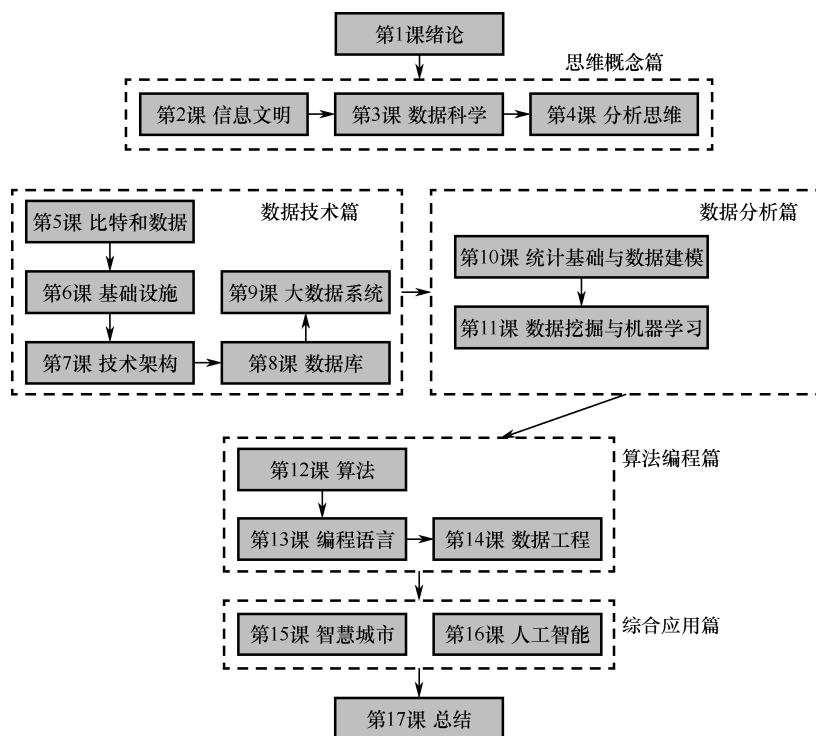 第1课绪论
思维概念篇
第2课 信息文明
第3课 数据科学
第4课 分析思维
数据技术篇
第5课 比特和数据
第6课 基础设施
第7课 技术架构
第8课 数据库
第9课 大数据系统
数据分析篇
第10课 统计基础与数据建模
第11课 数据挖掘与机器学习
算法编程篇
第12课 算法
第13课 编程语言
第14课 数据工程
综合应用篇
第15课 智慧城市
第16课 人工智能
第17课 总结